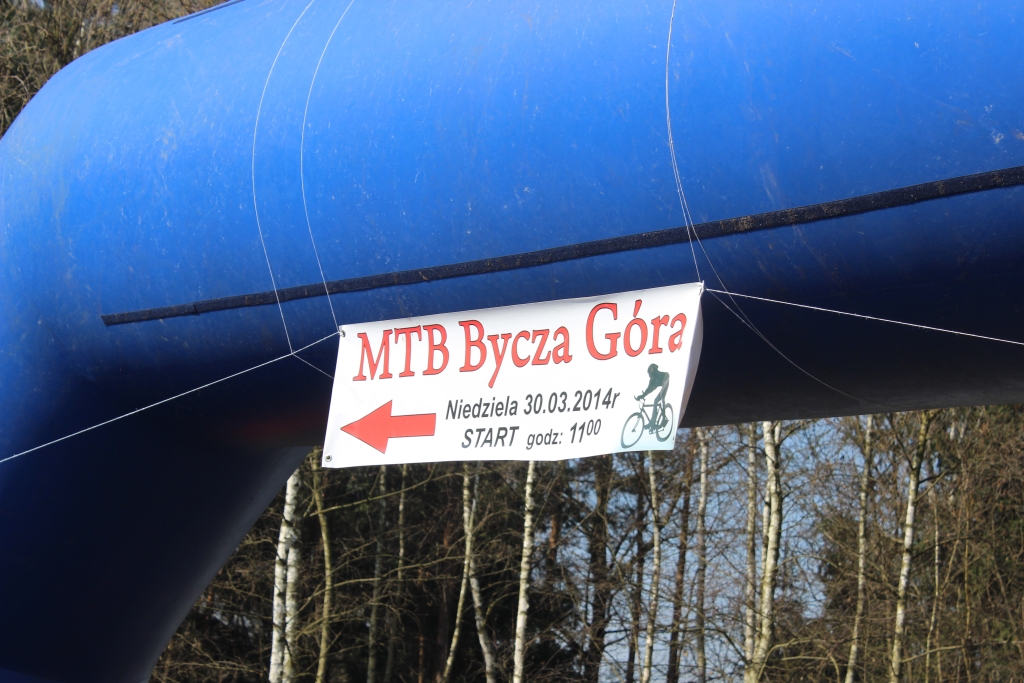 MTB Bycza Góra
Niedziela 30.03.2014r
START godz: 11⁰⁰